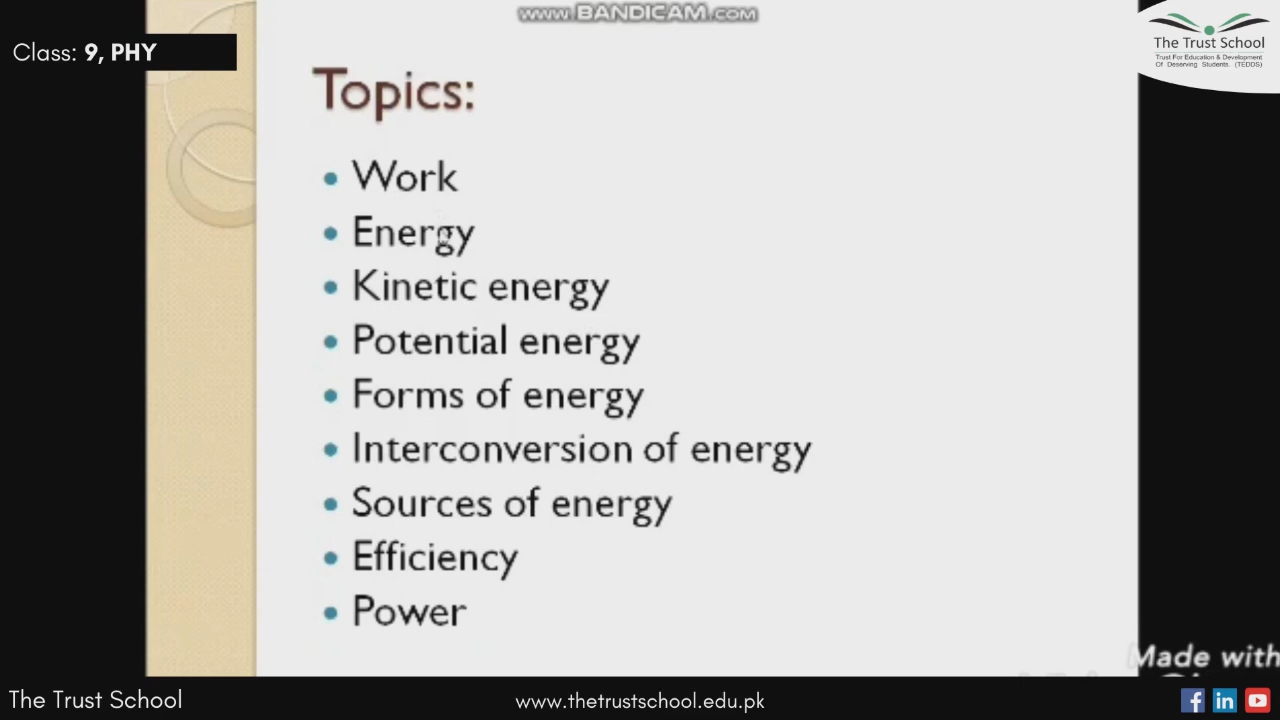 www.BANDICAM.com
Class: 9, PHY
The Trust School
Trust For Education & Development
Of Deserving Students. (TEDDS)
Topics:
• Work
• Energy
• Kinetic energy
• Potential energy
• Forms of energy
• Interconversion of energy
• Sources of energy
• Efficiency
• Power
Made with
The Trust School
www.thetrustschool.edu.pk